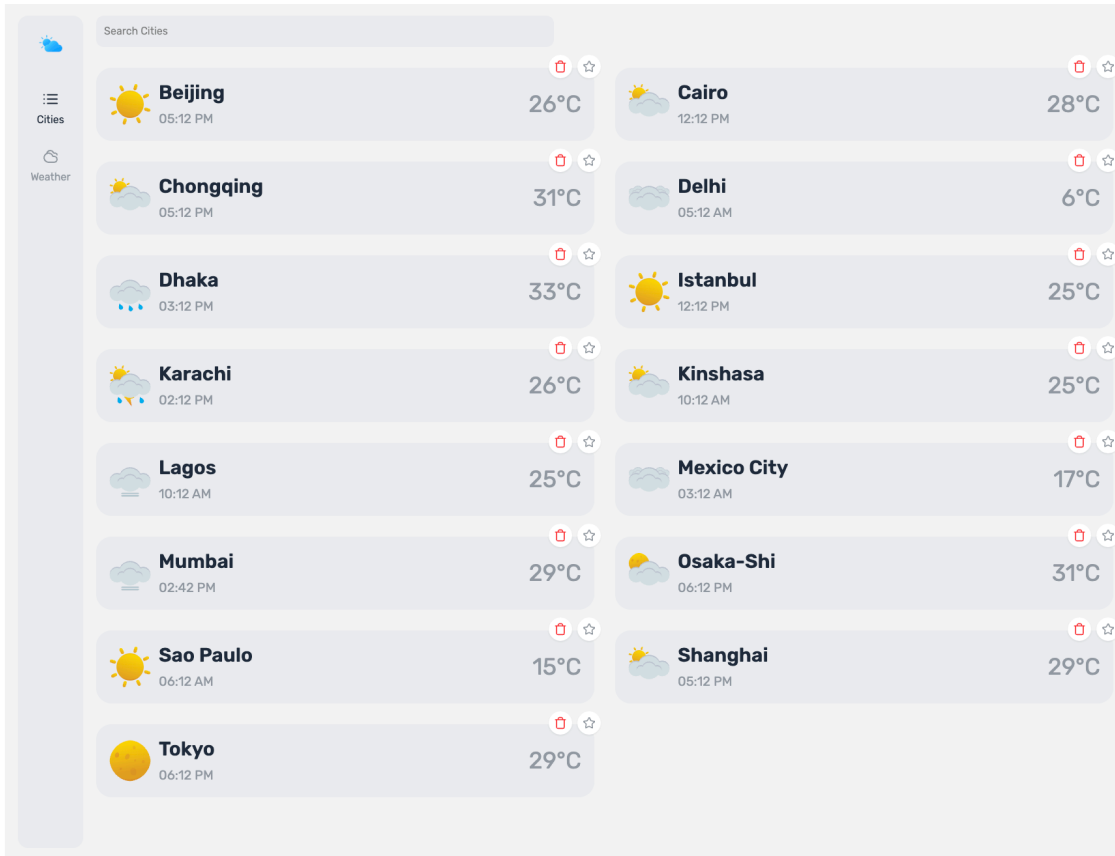 Search Cities
Cities
Weather
Beijing
05:12 PM
26°C
Cairo
12:12 PM
28°C
Chongqing
05:12 PM
31°C
Delhi
05:12 AM
6°C
Dhaka
03:12 PM
33°C
Istanbul
12:12 PM
25°C
Karachi
02:12 PM
26°C
Kinshasa
10:12 AM
25°C
Lagos
10:12 AM
25°C
Mexico City
03:12 AM
17°C
Mumbai
02:42 PM
29°C
Osaka-Shi
06:12 PM
31°C
Sao Paulo
06:12 AM
15°C
Shanghai
05:12 PM
29°C
Tokyo
06:12 PM
29°C